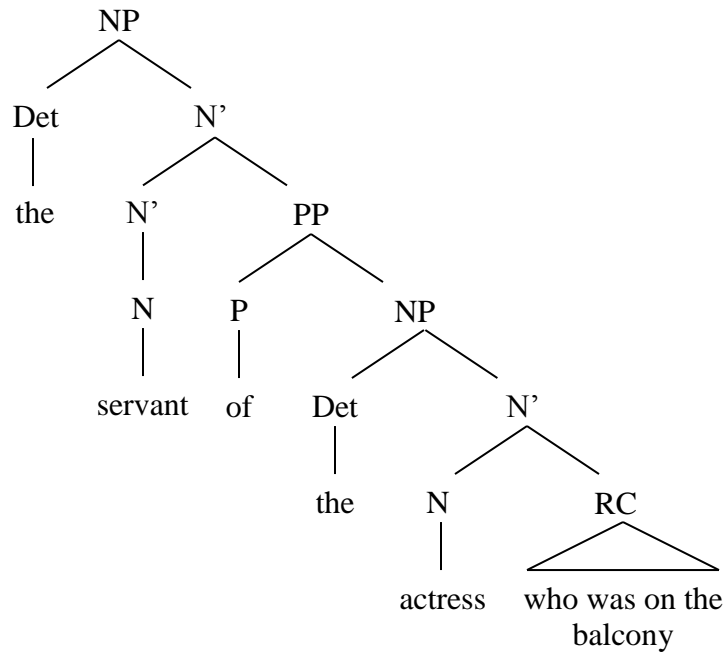 NP
Det N’
the N’ PP
N P NP
servant of Det N’
the N RC
actress who was on the
balcony